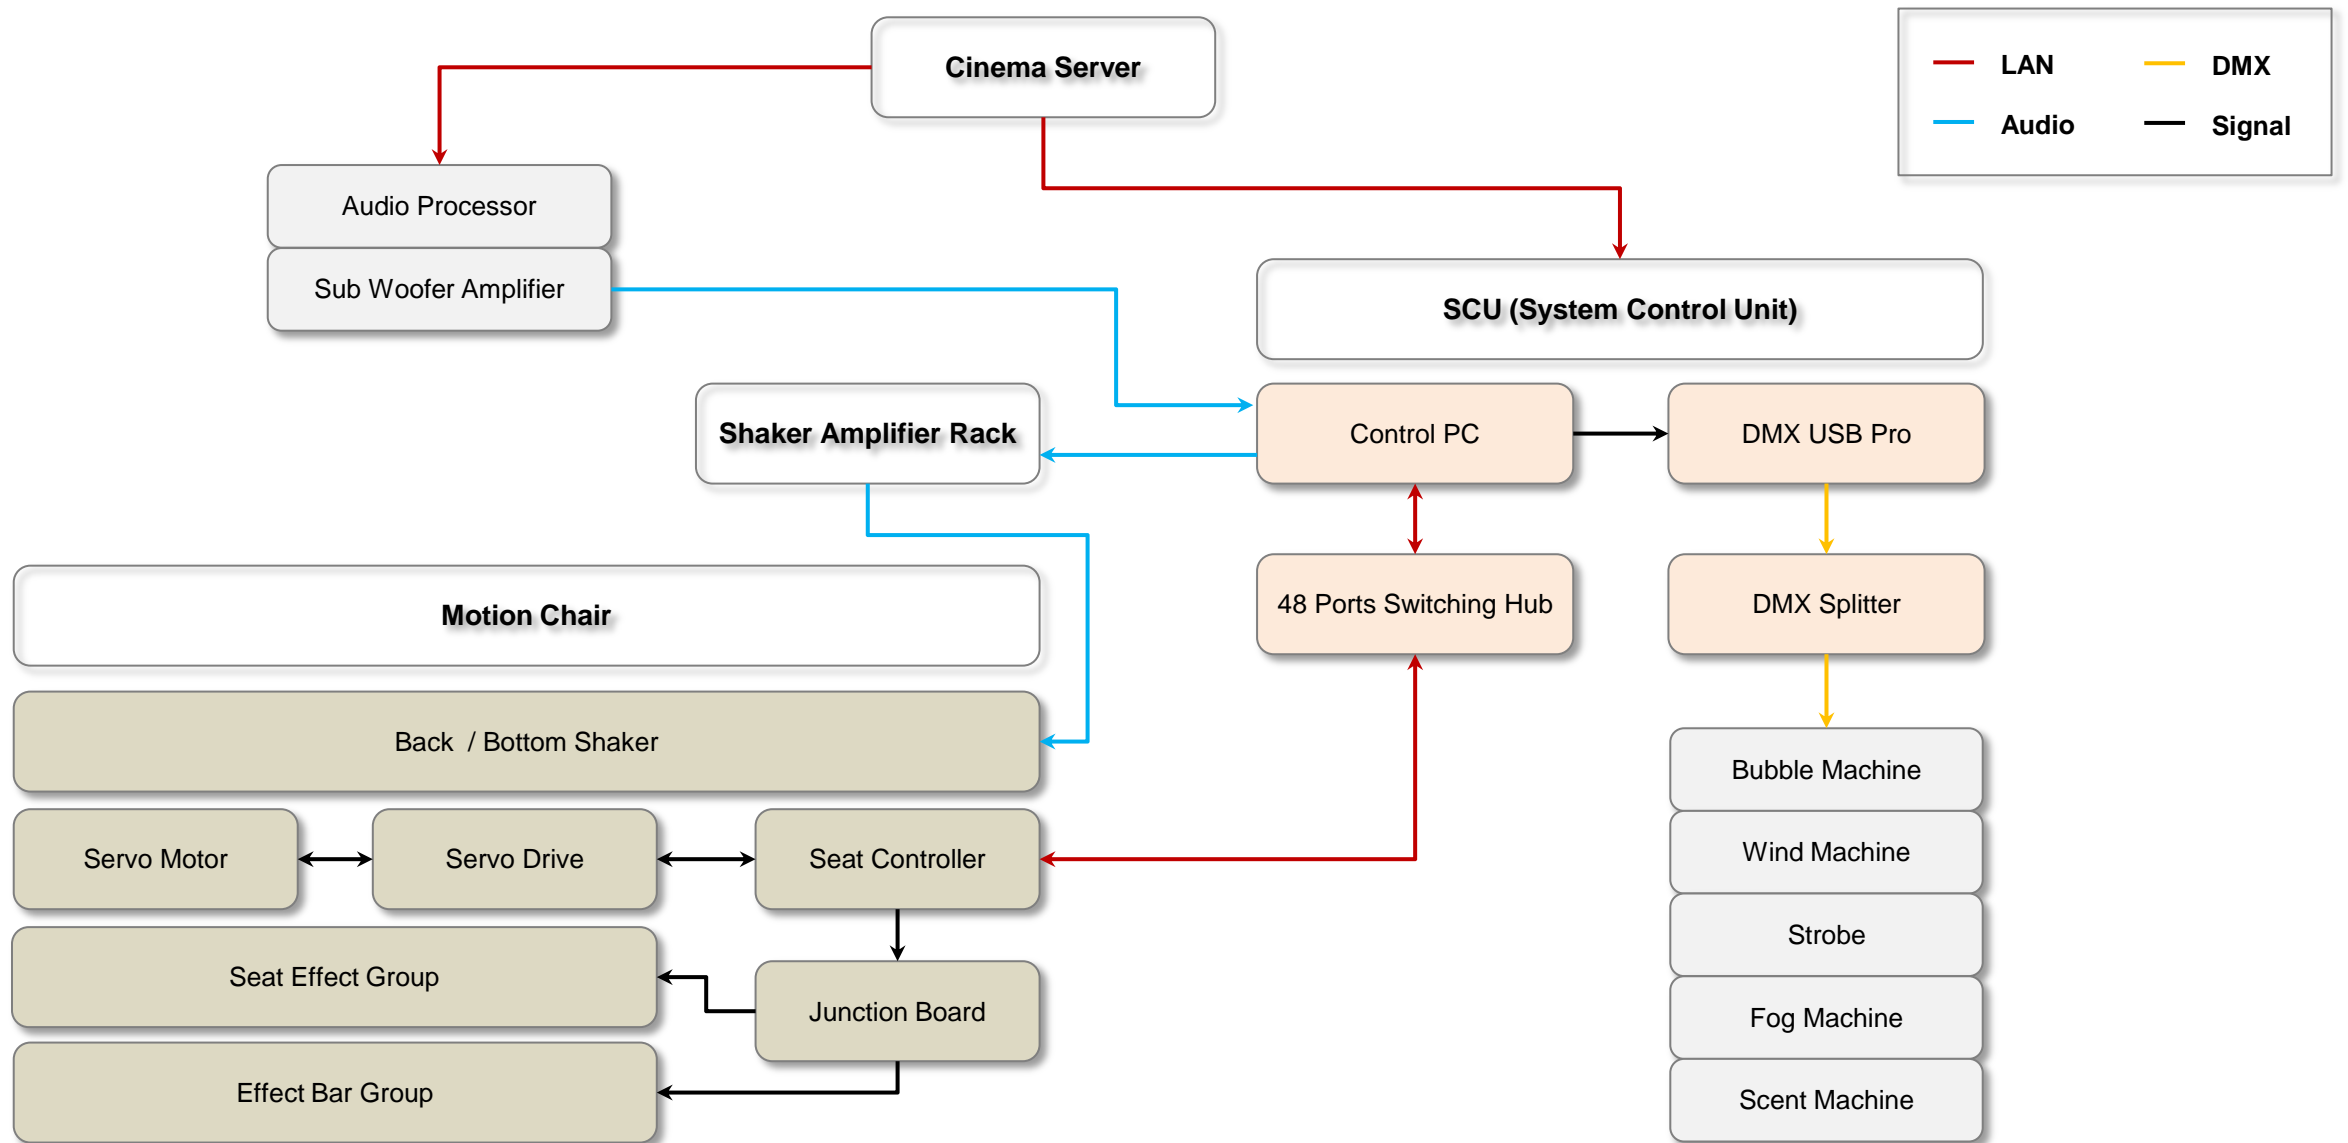 Cinema Server
LAN
DMX
Audio
Signal
Audio Processor
Sub Woofer Amplifier
SCU (System Control Unit)
Shaker Amplifier Rack
Control PC
DMX USB Pro
Motion Chair
48 Ports Switching Hub
DMX Splitter
Back / Bottom Shaker
Bubble Machine
Servo Motor
Servo Drive
Seat Controller
Wind Machine
Strobe
Seat Effect Group
Junction Board
Fog Machine
Effect Bar Group
Scent Machine